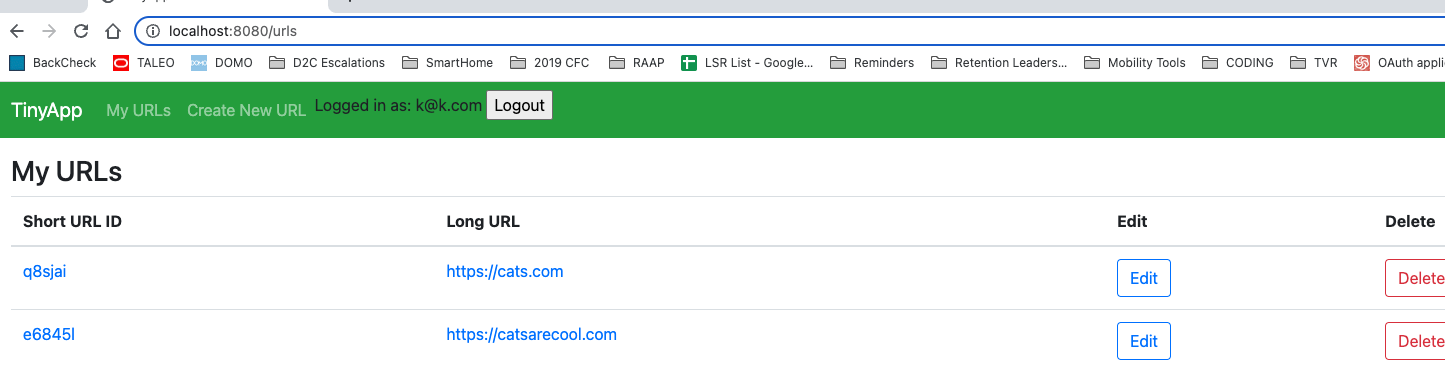 localhost:8080/urls
BackCheck TALEO DOMO D2C Escalations SmartHome 2019 CFC RAAP LSR List - Google... Reminders Retention Leaders... Mobility Tools CODING TVR OAuth applic
TinyApp My URLs Create New URL Logged in as: k@k.com Logout
My URLs
Short URL ID Long URL Edit Delete
q8sjai https://cats.com Edit Delete
e6845l https://catsarecool.com Edit Delete